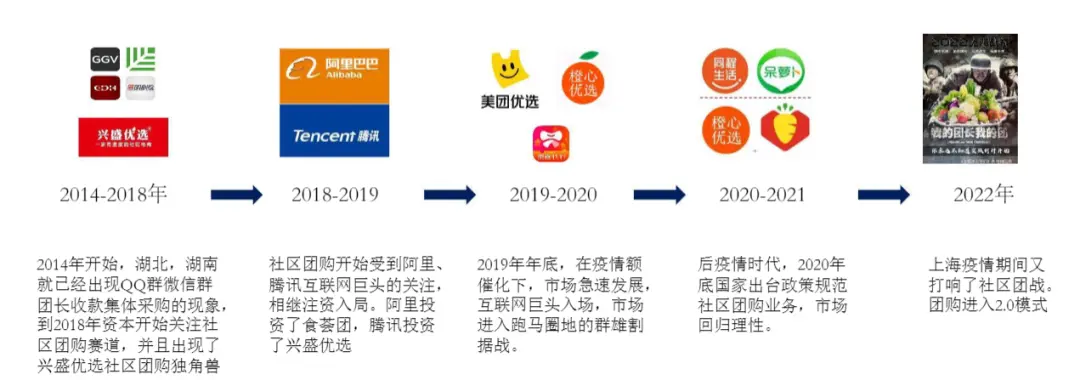 GGV
CDH
兴盛优选
阿里巴巴
Alibaba
Tencent 腾讯
美团优选
橙心
优选
同程
生活
呆萝卜
橙心
优选
我的团长我的团
2014-2018年
2018-2019
2019-2020
2020-2021
2022年
2014年开始，湖北，湖南
就已经出现QQ群微信群
团长收款集体采购的现象，
到2018年资本开始关注社
区团购赛道，并且出现了
兴盛优选社区团购独角兽
社区团购开始受到阿里、
腾讯互联网巨头的关注，
相继注资入局。阿里投
资了食荟团，腾讯投资
了兴盛优选
2019年年底，在疫情额
催化下，市场急速发展，
互联网巨头入场，市场
进入跑马圈地的群雄割
据战。
后疫情时代，2020年
底国家出台政策规范
社区团购业务，市场
回归理性。
上海疫情期间又
打响了社区团战。
团购进入2.0模式